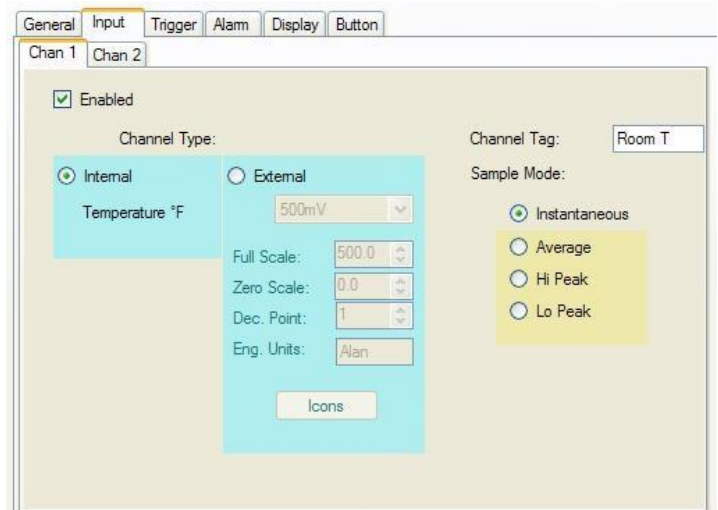 General Input Trigger Alarm Display Button
Chan 1 Chan 2
Enabled
Channel Type:
Channel Tag: Room T
Internal
External
Sample Mode:
Temperature °F
500mV
Instantaneous
Full Scale: 500.0
Average
Zero Scale: 0.0
Hi Peak
Dec. Point: 1
Lo Peak
Eng. Units: Alan
Icons